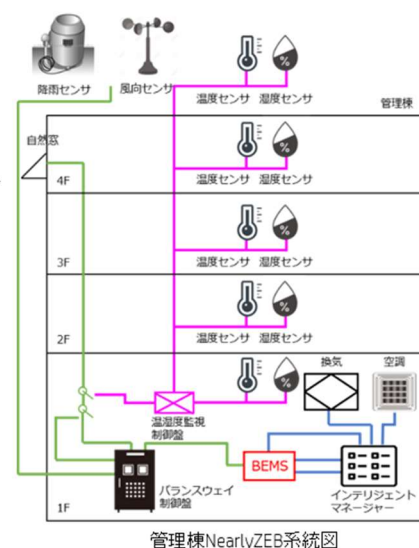 降雨センサ 風向センサ
温度センサ 湿度センサ
管理棟
自然窓
4F
%
温度センサ 湿度センサ
3F
%
温度センサ 湿度センサ
2F
%
温度センサ 湿度センサ
%
%
換気 空調
温湿度監視
制御盤
BEMS
バランスウェイ
制御盤
インテリジェント
マネージャー
1F
管理棟NearlyZEB系統図